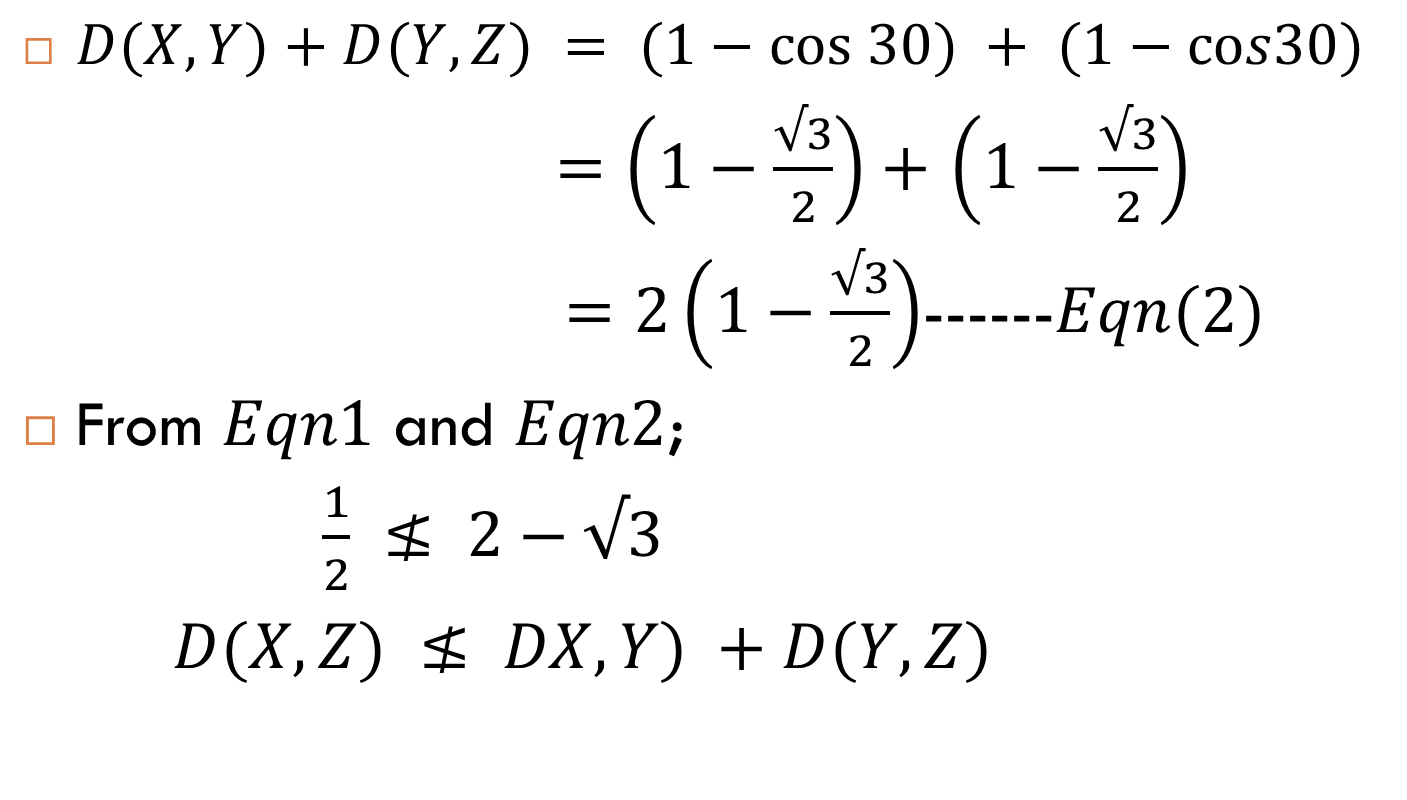 D(X,Y) + D(Y,Z) = (1 − cos 30) + (1 − cos30)
= (1 − √3/2) + (1 − √3/2)
= 2 (1 − √3/2)------Eqn(2)
From Eqn1 and Eqn2;
1/2 ≰ 2 − √3
D(X,Z) ≰ DX,Y) + D(Y,Z)